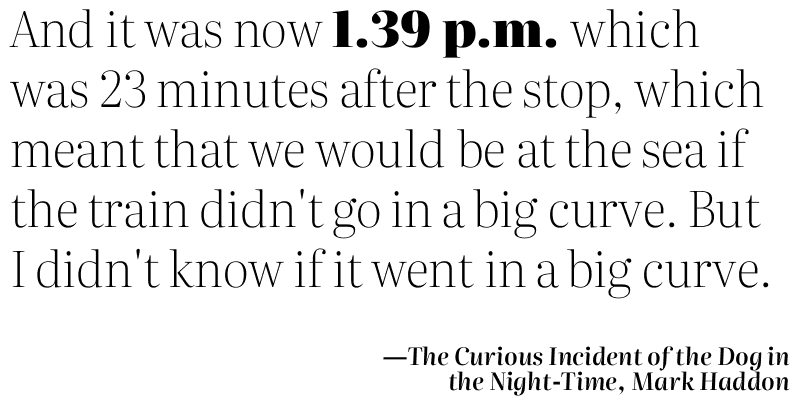 And it was now 1.39 p.m. which
was 23 minutes after the stop, which
meant that we would be at the sea if
the train didn't go in a big curve. But
I didn't know if it went in a big curve.
—The Curious Incident of the Dog in
the Night-Time, Mark Haddon